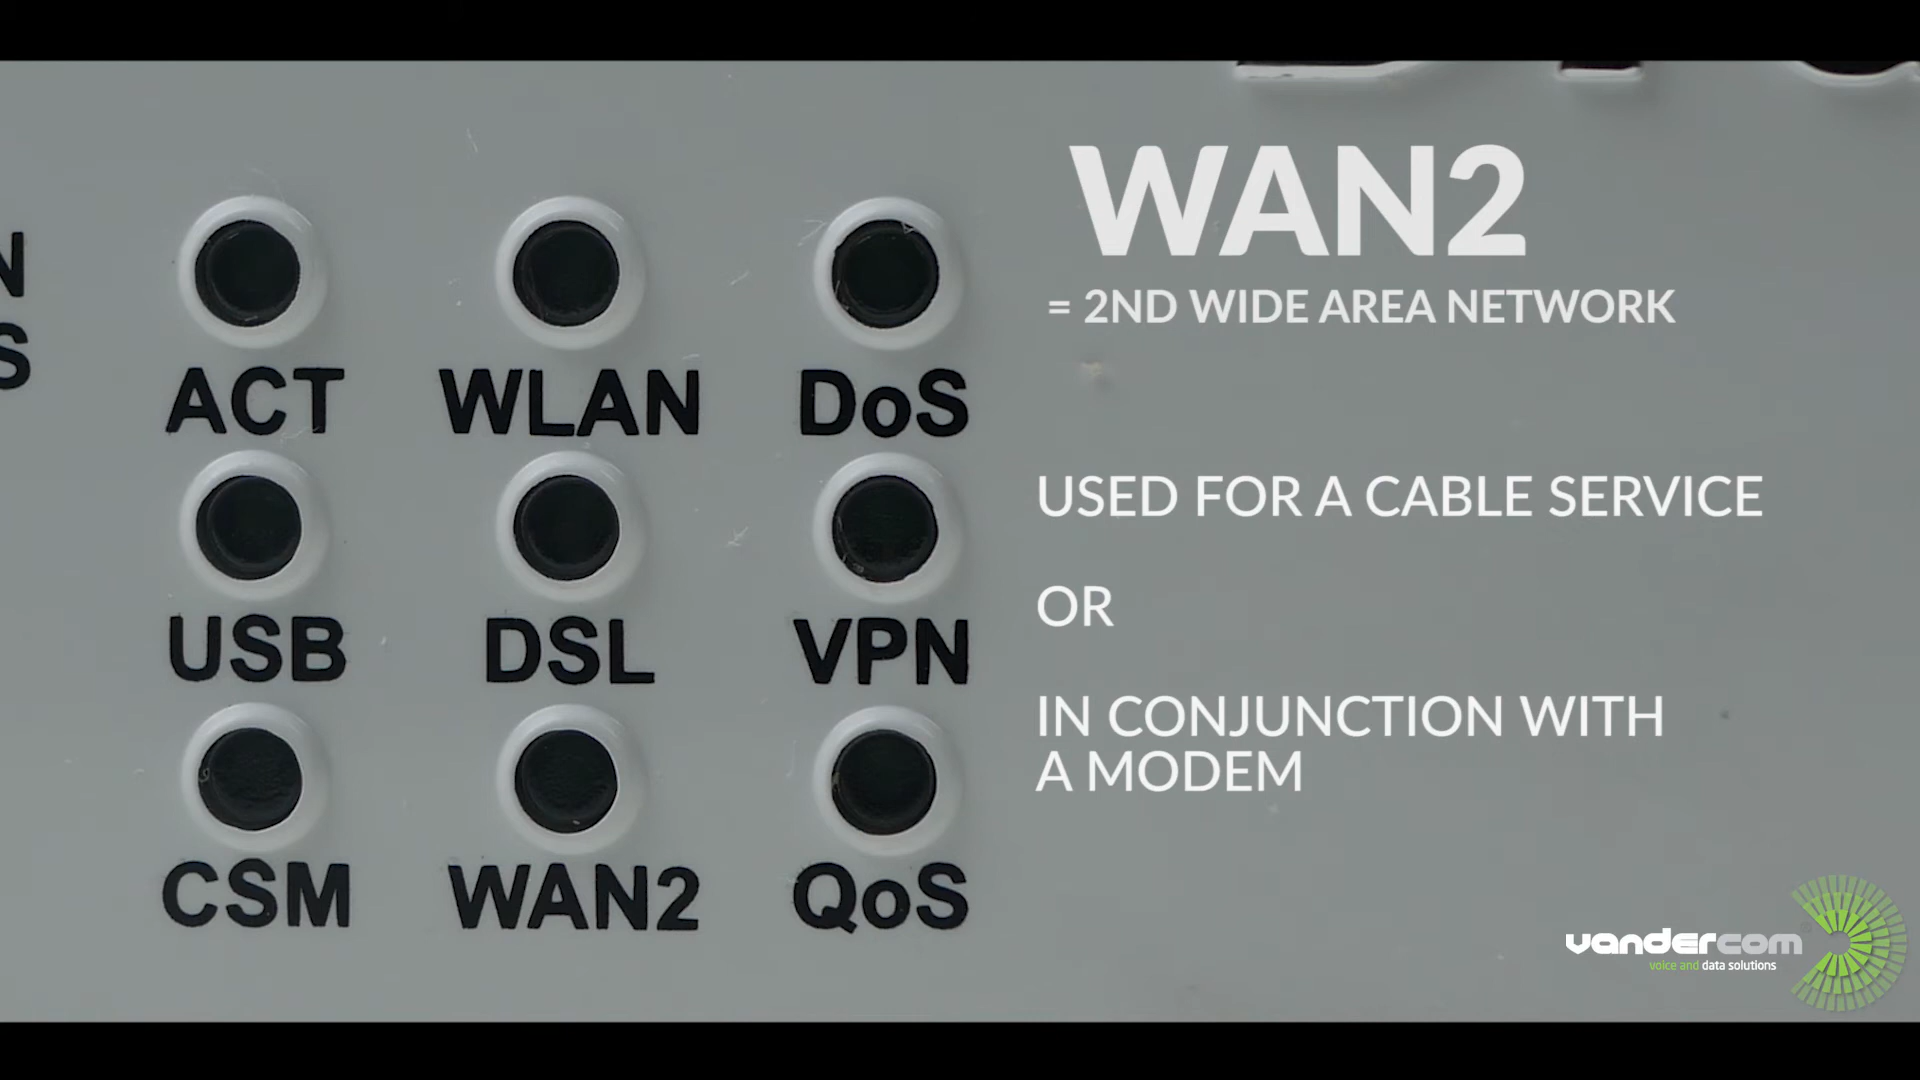 WAN2
= 2ND WIDE AREA NETWORK
ACT WLAN DoS
USED FOR A CABLE SERVICE
OR
USB DSL VPN
IN CONJUNCTION WITH
A MODEM
CSM WAN2 QoS
vandercom
voice and data solutions